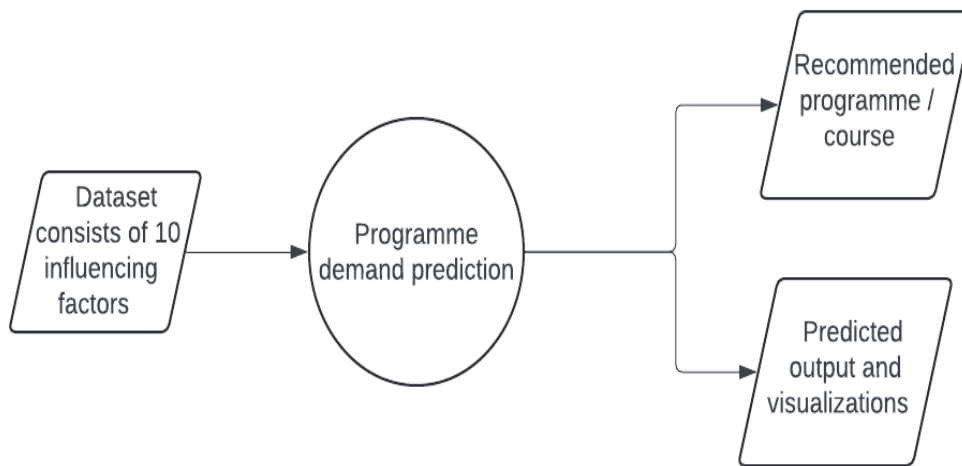 Dataset
consists of 10
influencing
factors
Programme
demand prediction
Recommended
programme /
course
Predicted
output and
visualizations